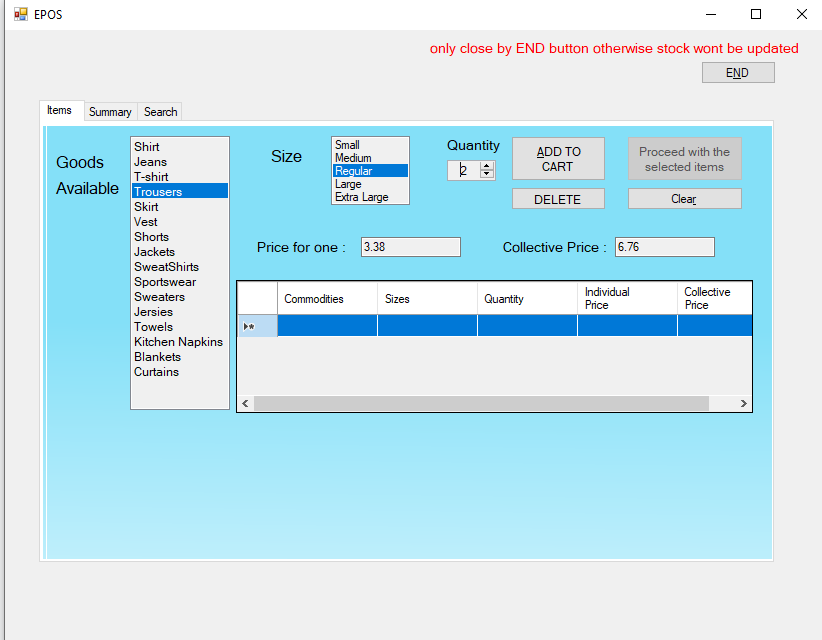 EPOS
only close by END button otherwise stock wont be updated
END
Items
Summary
Search
Goods
Available
Shirt
Jeans
T-shirt
Trousers
Skirt
Vest
Shorts
Jackets
SweatShirts
Sportswear
Sweaters
Jersies
Towels
Kitchen Napkins
Blankets
Curtains
Size
Small
Medium
Regular
Large
Extra Large
Quantity
2
ADD TO
CART
Proceed with the
selected items
DELETE
Clear
Price for one :
3.38
Collective Price :
6.76
Commodities
Sizes
Quantity
Individual
Price
Collective
Price